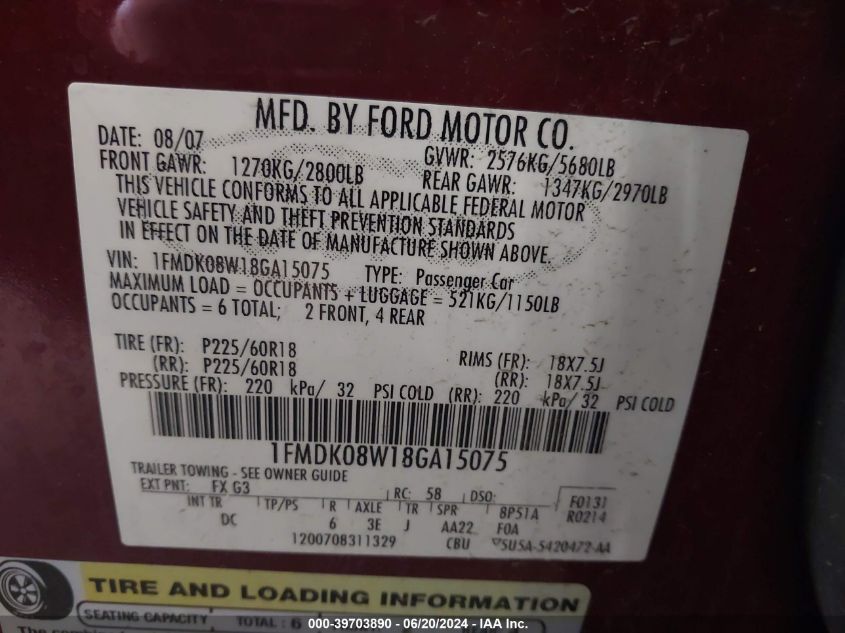 MFD. BY FORD MOTOR CO.
DATE: 08/07 GVWR: 2576KG/5680LB
FRONT GAWR: 1270KG/2800LB REAR GAWR: 1347KG/2970LB
THIS VEHICLE CONFORMS TO ALL APPLICABLE FEDERAL MOTOR
VEHICLE SAFETY AND THEFT PREVENTION STANDARDS
IN EFFECT ON THE DATE OF MANUFACTURE SHOWN ABOVE.
VIN: 1FMDK08W18GA15075 TYPE: Passenger Car
MAXIMUM LOAD = OCCUPANTS + LUGGAGE = 521KG/1150LB
OCCUPANTS = 6 TOTAL; 2 FRONT, 4 REAR
TIRE (FR): P225/60R18 RIMS (FR): 18X7.5J
(RR): P225/60R18 (RR): 18X7.5J
PRESSURE (FR): 220 kPa/ 32 PSI COLD (RR): 220 kPa/ 32 PSI COLD
1FMDK08W18GA15075
TRAILER TOWING - SEE OWNER GUIDE
EXT PNT: FX G3 RC: 58 DSO: F0131
INT TR TP/PS R AXLE TR SPR 8P51A R0214
DC 6 3E J AA22 F0A
1200708311329 CBU 5U5A-5420472-AA
TIRE AND LOADING INFORMATION
SEATING CAPACITY TOTAL : 6
000-39703890 - 06/20/2024 - IAA Inc.